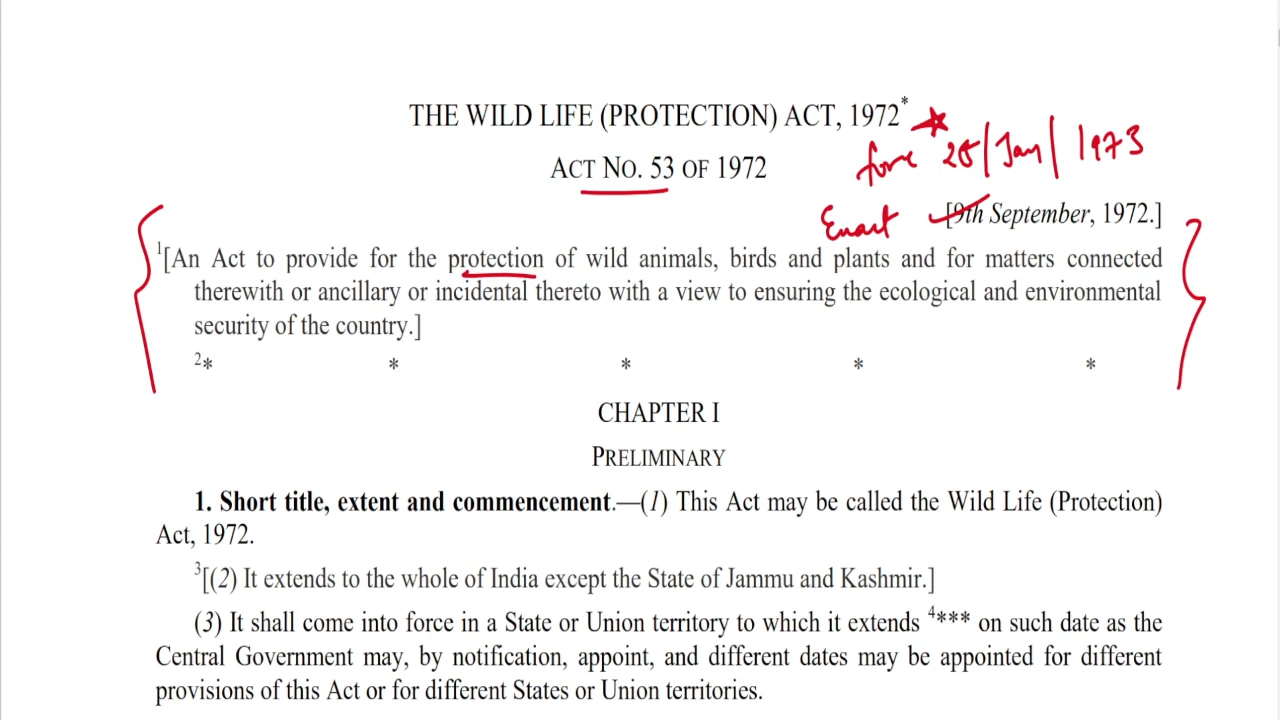 THE WILD LIFE (PROTECTION) ACT, 1972*
force 25/Jan/1973
ACT NO. 53 OF 1972
Enact [9th September, 1972.]
1[An Act to provide for the protection of wild animals, birds and plants and for matters connected
therewith or ancillary or incidental thereto with a view to ensuring the ecological and environmental
security of the country.]
2* * * * *
CHAPTER I
PRELIMINARY
1. Short title, extent and commencement.—(1) This Act may be called the Wild Life (Protection)
Act, 1972.
3[(2) It extends to the whole of India except the State of Jammu and Kashmir.]
(3) It shall come into force in a State or Union territory to which it extends 4*** on such date as the
Central Government may, by notification, appoint, and different dates may be appointed for different
provisions of this Act or for different States or Union territories.